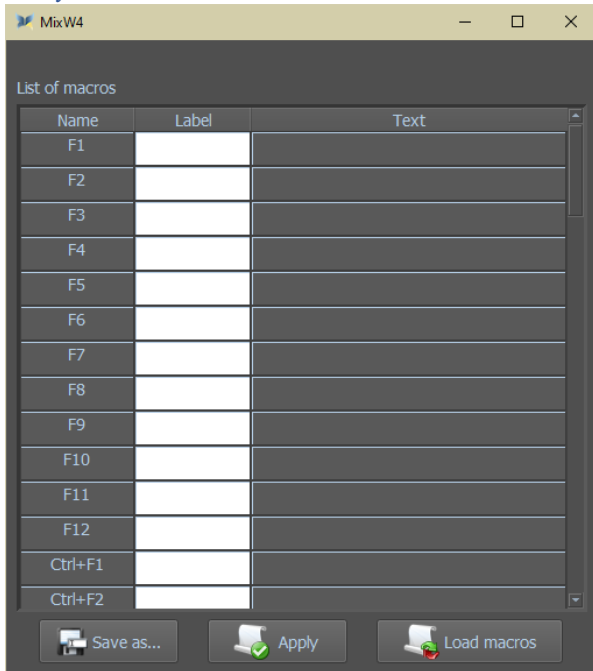 MixW4
List of macros
Name Label Text
F1
F2
F3
F4
F5
F6
F7
F8
F9
F10
F11
F12
Ctrl+F1
Ctrl+F2
Save as... Apply Load macros